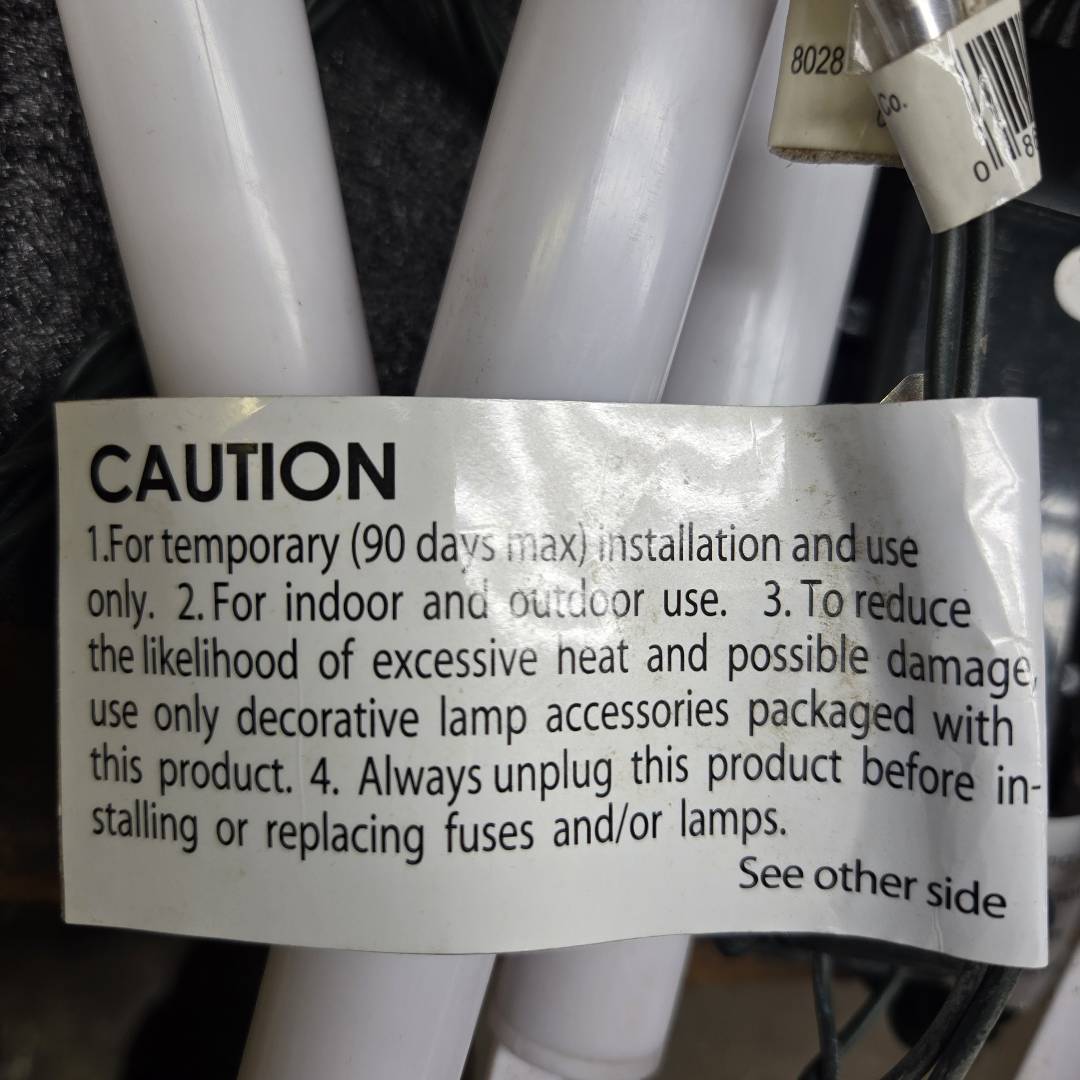 8028
Co.
0 8
CAUTION
1.For temporary (90 days max) installation and use
only. 2. For indoor and outdoor use. 3. To reduce
the likelihood of excessive heat and possible damage,
use only decorative lamp accessories packaged with
this product. 4. Always unplug this product before in-
stalling or replacing fuses and/or lamps.
See other side